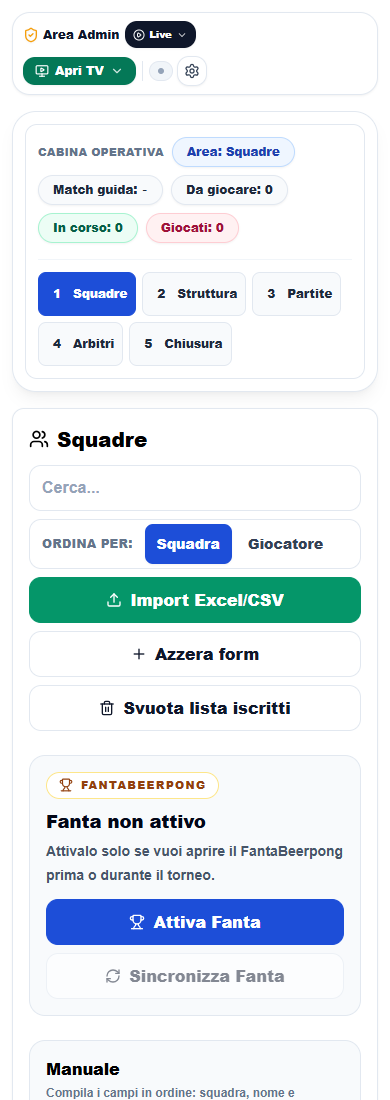 Area Admin Live
Apri TV
CABINA OPERATIVA Area: Squadre
Match guida: - Da giocare: 0
In corso: 0 Giocati: 0
1 Squadre 2 Struttura 3 Partite
4 Arbitri 5 Chiusura
Squadre
Cerca...
ORDINA PER: Squadra Giocatore
Import Excel/CSV
Azzera form
Svuota lista iscritti
FANTABEERPONG
Fanta non attivo
Attivalo solo se vuoi aprire il FantaBeerpong
prima o durante il torneo.
Attiva Fanta
Sincronizza Fanta
Manuale
Compila i campi in ordine: squadra, nome e